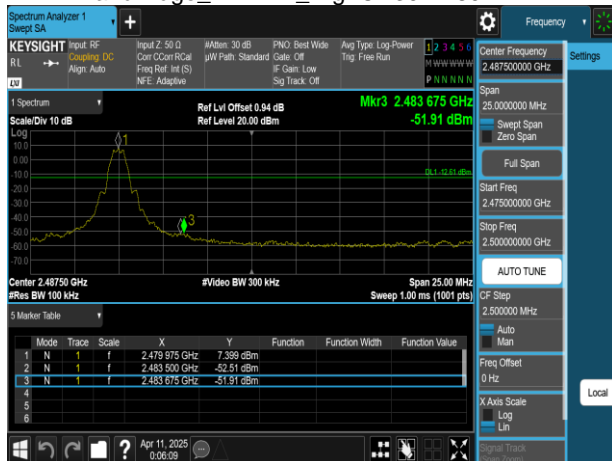 Spectrum Analyzer 1
Swept SA
+
Frequency
KEYSIGHT
Input: RF
Coupling: DC
Align: Auto
Input Z: 50 Ω
Corr CCorr RCal
Freq Ref: Int (S)
NFE: Adaptive
#Atten: 30 dB
µW Path: Standard
PNO: Best Wide
Gate: Off
IF Gain: Low
Sig Track: Off
Avg Type: Log-Power
Trig: Free Run
1 2 3 4 5 6
M W W W W W
P N N N N N
RL
LXI
1 Spectrum
Scale/Div 10 dB
Ref Lvl Offset 0.94 dB
Ref Level 20.00 dBm
Mkr3 2.483 675 GHz
-51.91 dBm
Log
10.0
0.00
-10.0
-20.0
-30.0
-40.0
-50.0
-60.0
-70.0
1
3
DL1 -12.61 dBm
Center 2.48750 GHz
#Res BW 100 kHz
#Video BW 300 kHz
Span 25.00 MHz
Sweep 1.00 ms (1001 pts)
5 Marker Table
Mode Trace Scale X Y Function Function Width Function Value
1 N 1 f 2.479 975 GHz 7.399 dBm
2 N 1 f 2.483 500 GHz -52.51 dBm
3 N 1 f 2.483 675 GHz -51.91 dBm
4
5
6
Apr 11, 2025
0:06:09
?
Center Frequency
2.487500000 GHz
Settings
Span
25.0000000 MHz
Swept Span
Zero Span
Full Span
Start Freq
2.475000000 GHz
Stop Freq
2.500000000 GHz
AUTO TUNE
CF Step
2.500000 MHz
Auto
Man
Freq Offset
0 Hz
X Axis Scale
Log
Lin
Local
Signal Track
(Span Zoom)